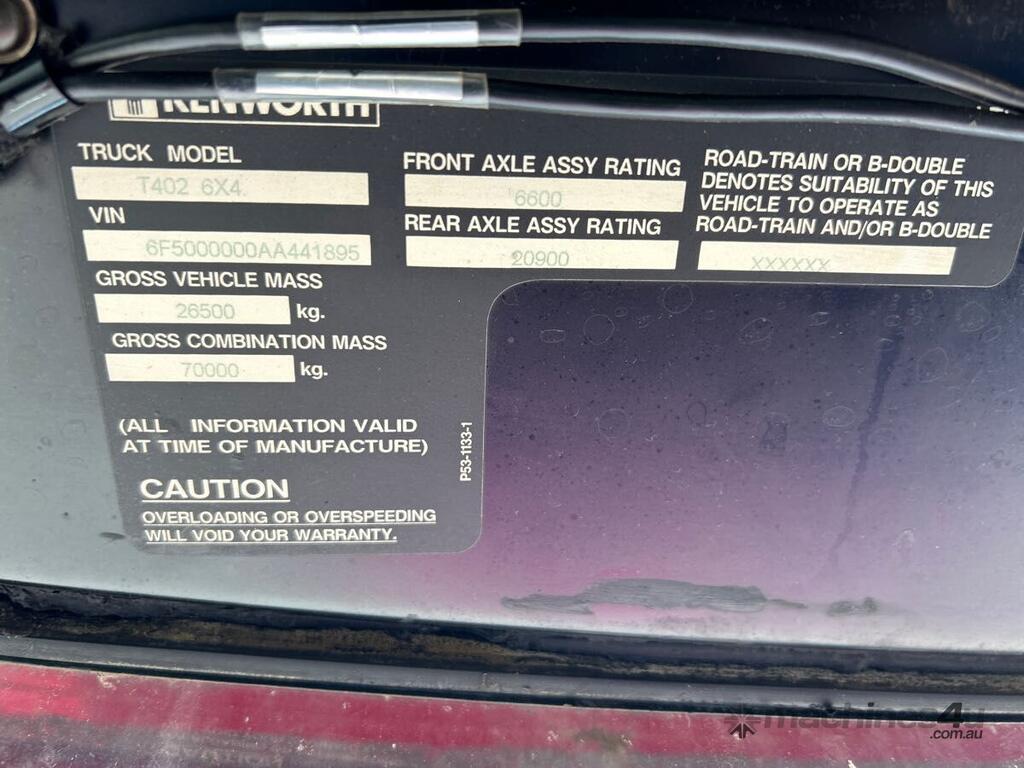 KENWORTH
TRUCK MODEL
T402 6X4.
VIN
6F5000000AA441895
GROSS VEHICLE MASS
26500 kg.
GROSS COMBINATION MASS
70000 kg.
(ALL INFORMATION VALID
AT TIME OF MANUFACTURE)
CAUTION
OVERLOADING OR OVERSPEEDING
WILL VOID YOUR WARRANTY.
P53-1133-1
FRONT AXLE ASSY RATING
6600
REAR AXLE ASSY RATING
20900
ROAD-TRAIN OR B-DOUBLE
DENOTES SUITABILITY OF THIS
VEHICLE TO OPERATE AS
ROAD-TRAIN AND/OR B-DOUBLE
XXXXXX
machines4u
.com.au